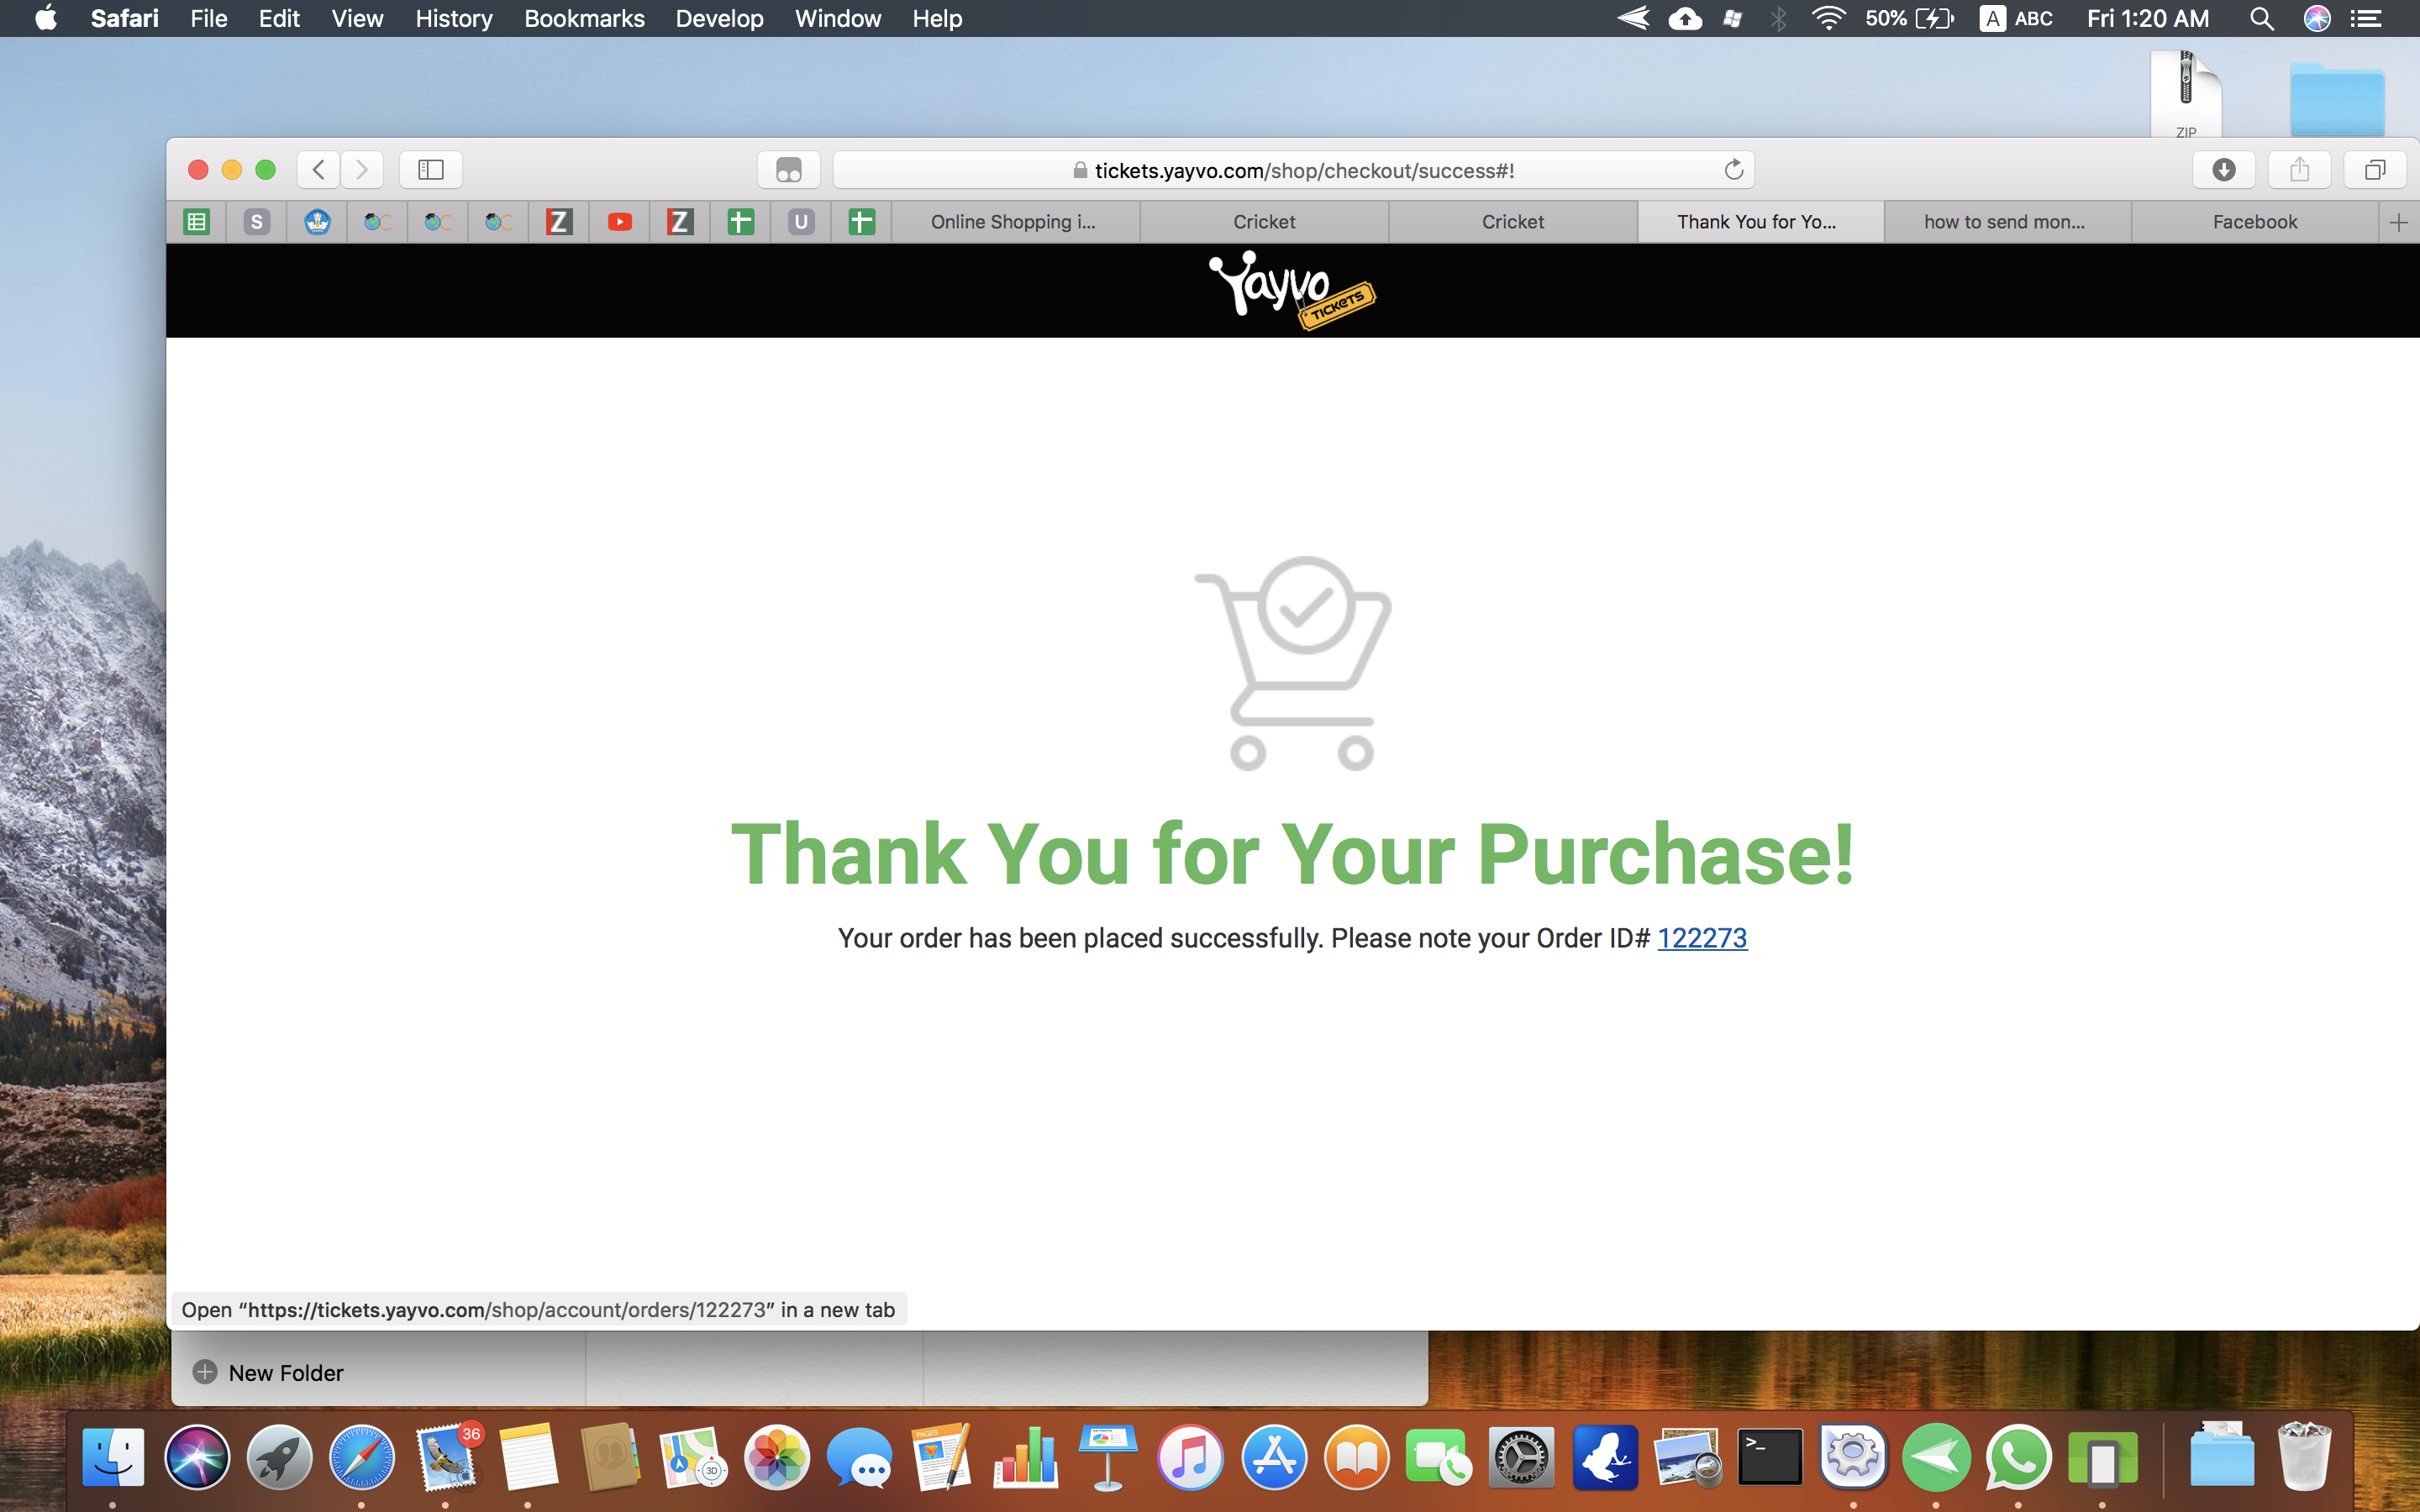 Safari File Edit View History Bookmarks Develop Window Help 50% A ABC Fri 1:20 AM
ZIP
tickets.yayvo.com/shop/checkout/success#!
S Z Z U Online Shopping i... Cricket Cricket Thank You for Yo... how to send mon... Facebook
Yayvo
TICKETS
Thank You for Your Purchase!
Your order has been placed successfully. Please note your Order ID# 122273
Open “https://tickets.yayvo.com/shop/account/orders/122273” in a new tab
New Folder
36
PAGES
3D
>_